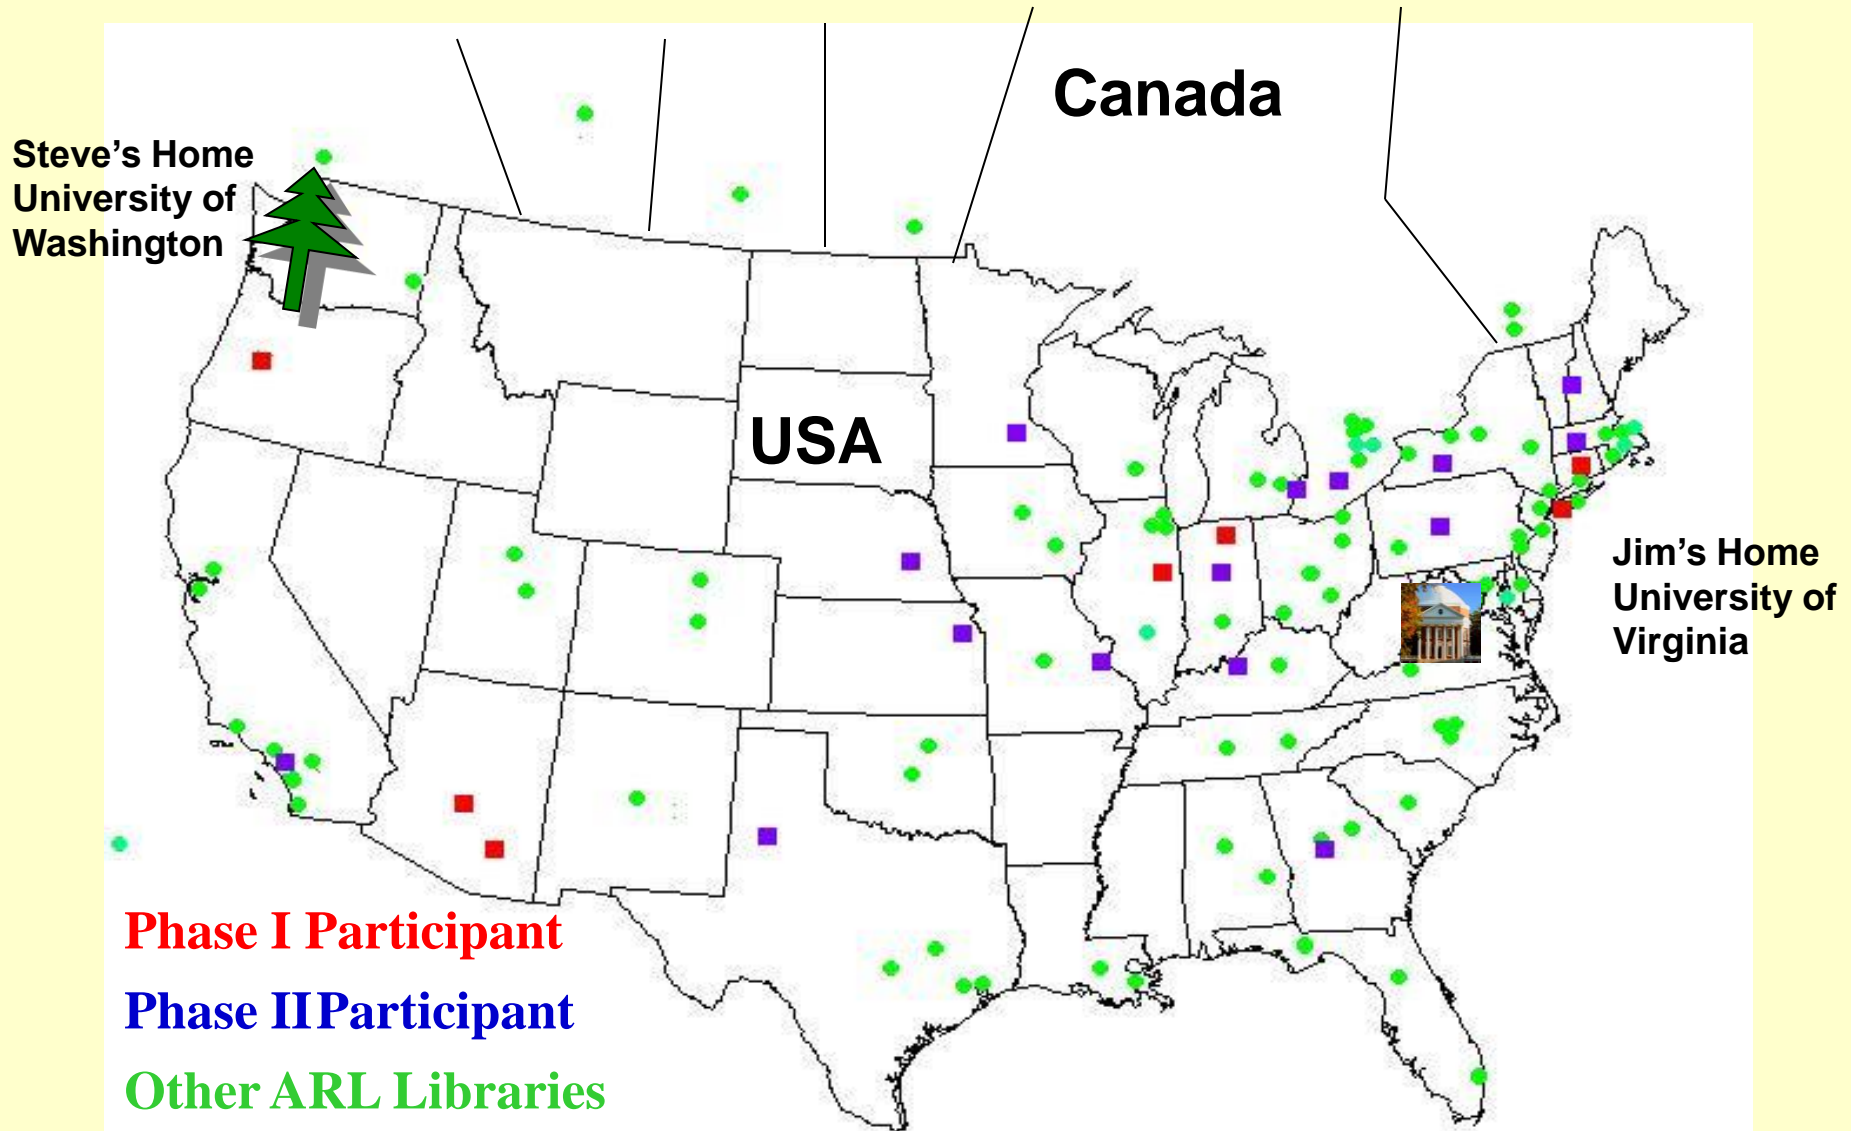 Canada
Steve’s Home
University of
Washington
USA
Jim’s Home
University of
Virginia
Phase I Participant
Phase II Participant
Other ARL Libraries